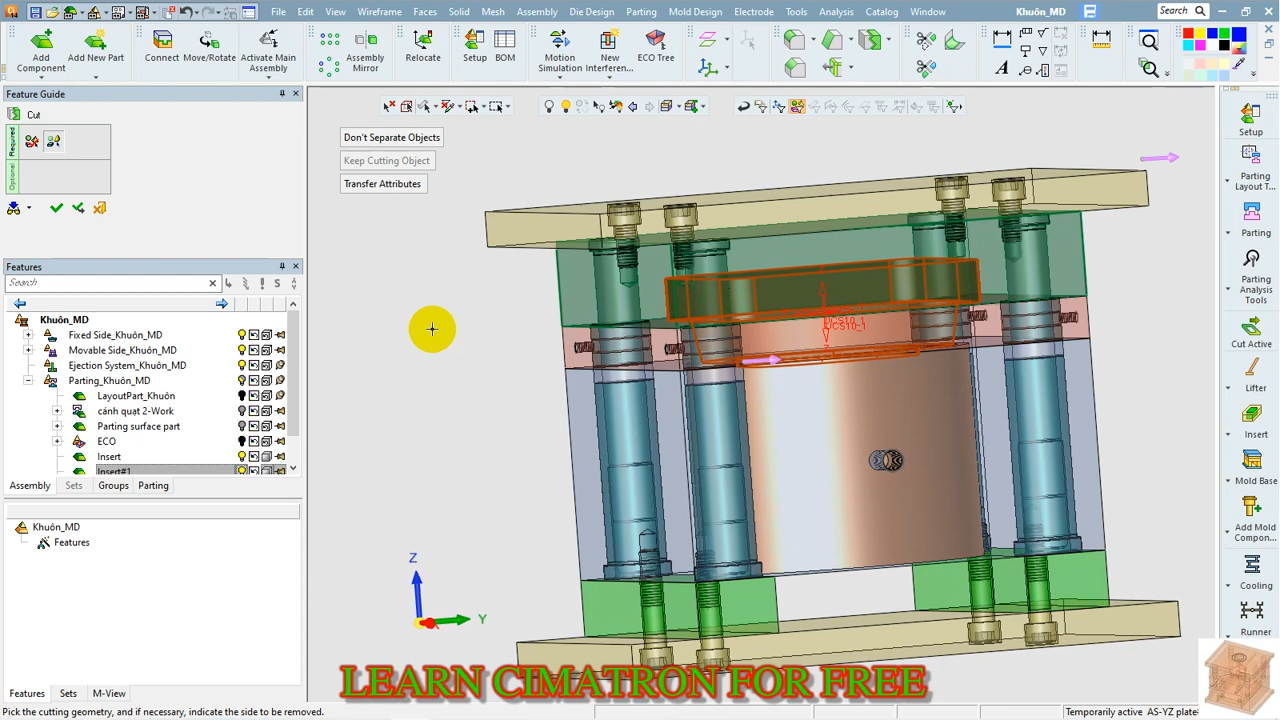 File Edit View Wireframe Faces Solid Mesh Assembly Die Design Parting Mold Design Electrode Tools Analysis Catalog Window Khuôn_MD Search
Add Component Add New Part Connect Move/Rotate Activate Main Assembly Assembly Mirror Relocate Setup DOM Motion Simulation New Interferen... ECO Tree
Feature Guide
Cut
Required
Optional
Don't Separate Objects
Keep Cutting Object
Transfer Attributes
Features
Search
Khuôn_MD
Fixed Side_Khuôn_MD
Movable Side_Khuôn_MD
Ejection System_Khuôn_MD
Parting_Khuôn_MD
LayoutPart_Khuôn
cánh quạt 2-Work
Parting surface part
ECO
Insert
Insert#1
Assembly Sets Groups Parting
Khuôn_MD
Features
Features Sets M-View
UCS10_1
UCS10_1
Z
Y
Setup
Parting Layout T...
Parting
Parting Analysis Tools
Cut Active
Lifter
Insert
Mold Base
Add Mold Compon...
Cooling
Runner
LEARN CIMATRON FOR FREE
Pick the cutting geometry, and if necessary, indicate the side to be removed.
Temporarily active AS-YZ plate